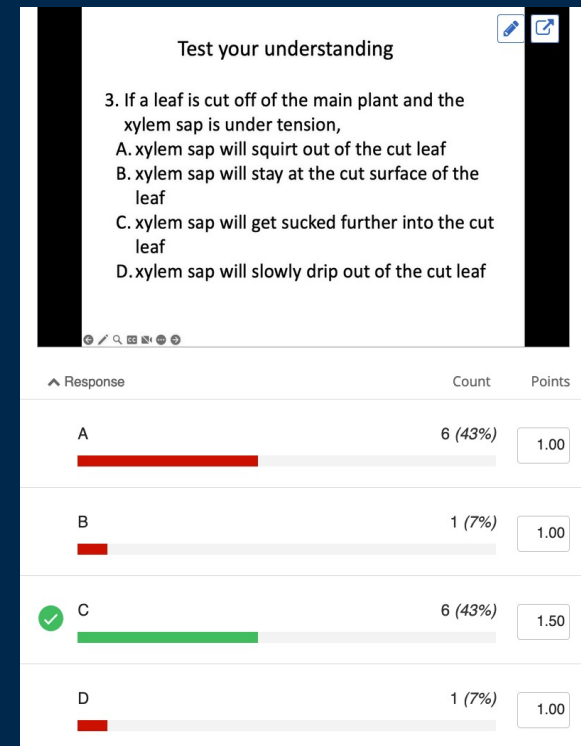 Test your understanding
3. If a leaf is cut off of the main plant and the
xylem sap is under tension,
A. xylem sap will squirt out of the cut leaf
B. xylem sap will stay at the cut surface of the
leaf
C. xylem sap will get sucked further into the cut
leaf
D. xylem sap will slowly drip out of the cut leaf
CC
Response Count Points
A 6 (43%) 1.00
B 1 (7%) 1.00
C 6 (43%) 1.50
D 1 (7%) 1.00